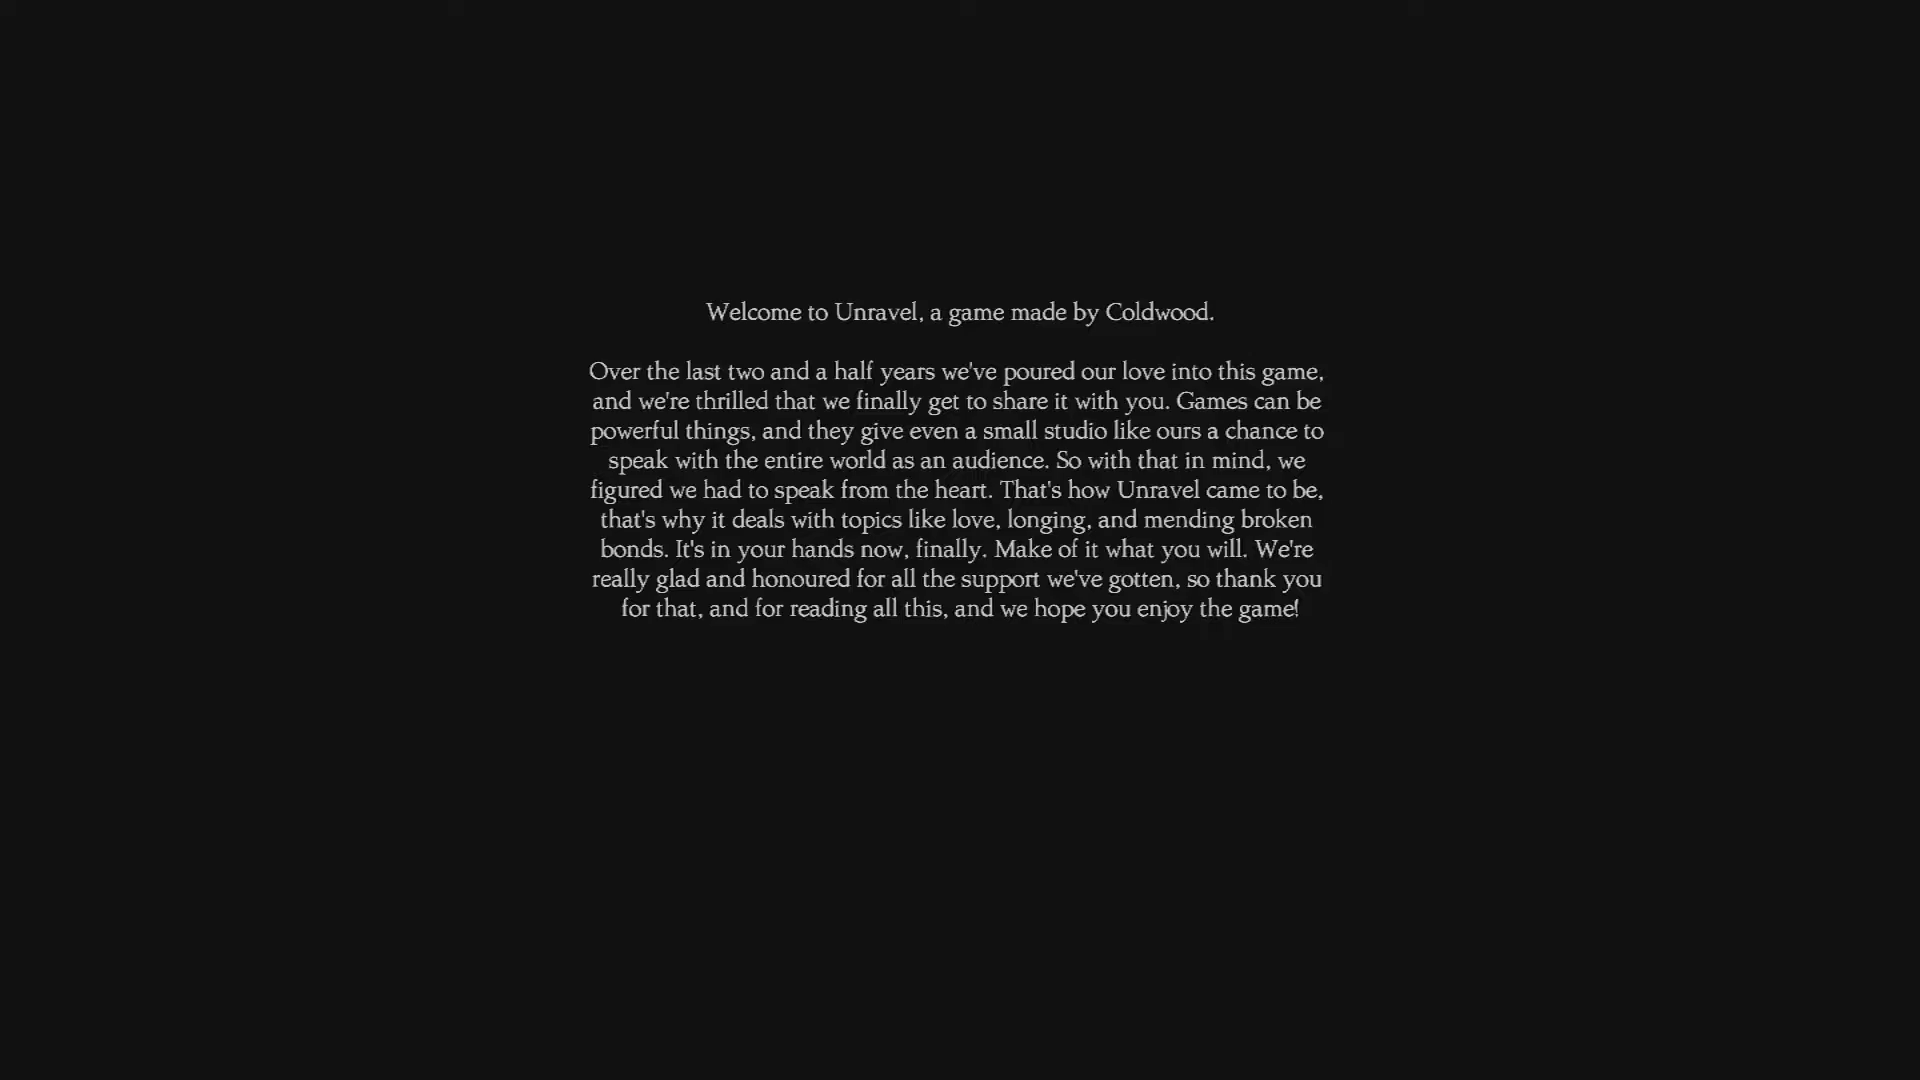 Welcome to Unravel, a game made by Coldwood.
Over the last two and a half years we've poured our love into this game,
and we're thrilled that we finally get to share it with you. Games can be
powerful things, and they give even a small studio like ours a chance to
speak with the entire world as an audience. So with that in mind, we
figured we had to speak from the heart. That's how Unravel came to be,
that's why it deals with topics like love, longing, and mending broken
bonds. It's in your hands now, finally. Make of it what you will. We're
really glad and honoured for all the support we've gotten, so thank you
for that, and for reading all this, and we hope you enjoy the game!